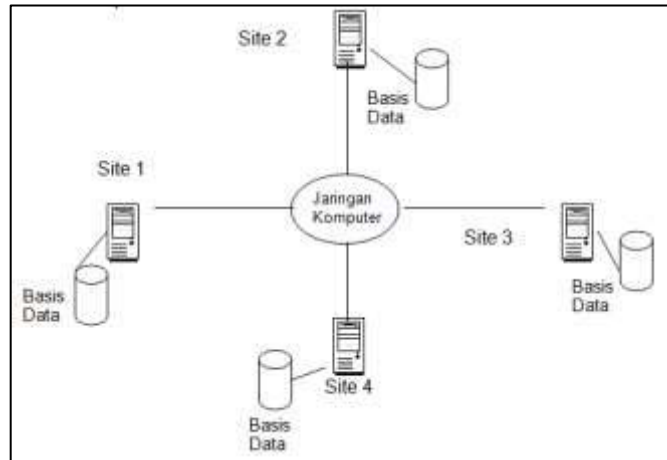 Site 2
Basis
Data
Site 1
Jaringan
Komputer
Site 3
Basis
Data
Basis
Data
Site 4
Basis
Data